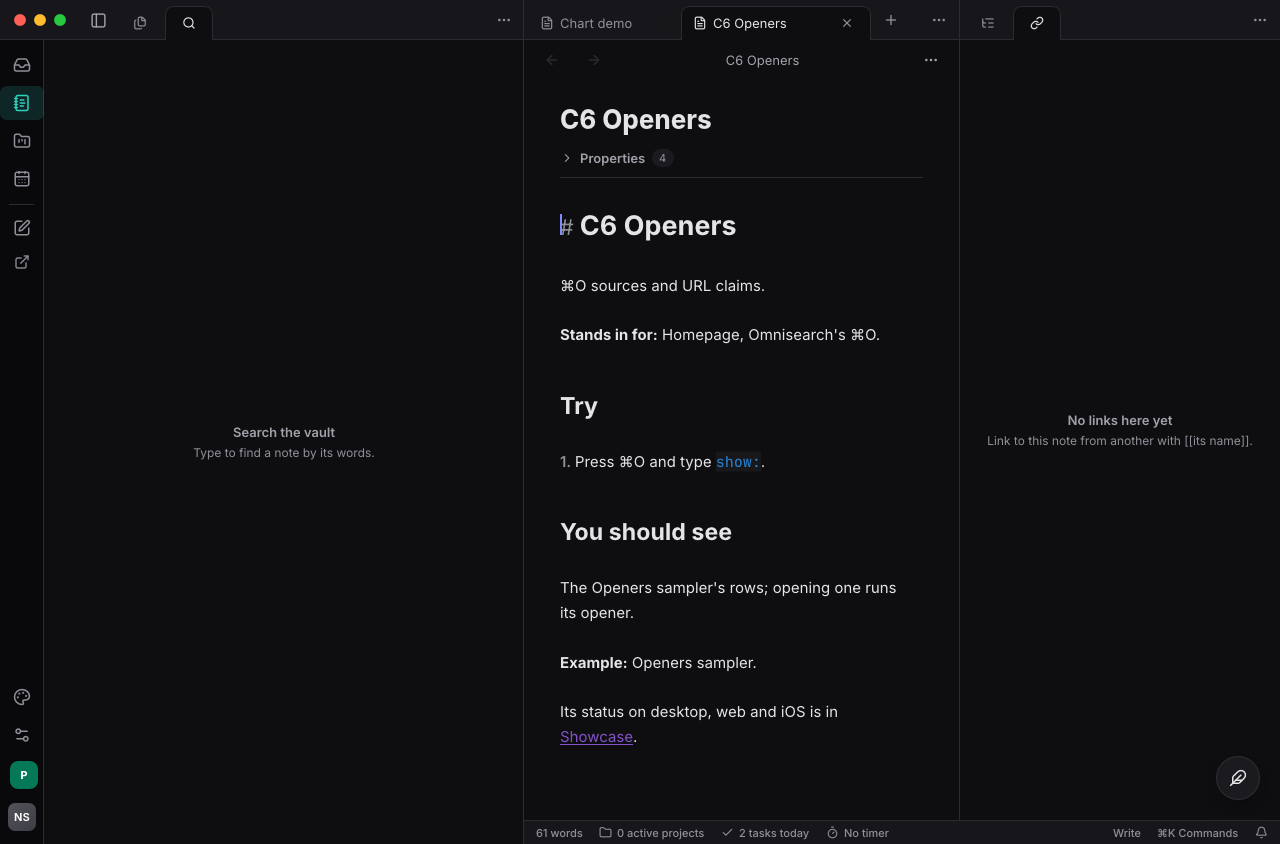 Chart demo
C6 Openers
C6 Openers
C6 Openers
Properties 4
# C6 Openers
⌘O sources and URL claims.
Stands in for: Homepage, Omnisearch's ⌘O.
Try
1. Press ⌘O and type show:.
You should see
The Openers sampler's rows; opening one runs
its opener.
Example: Openers sampler.
Its status on desktop, web and iOS is in
Showcase.
Search the vault
Type to find a note by its words.
No links here yet
Link to this note from another with [[its name]].
P
NS
61 words
0 active projects
2 tasks today
No timer
Write
⌘K Commands